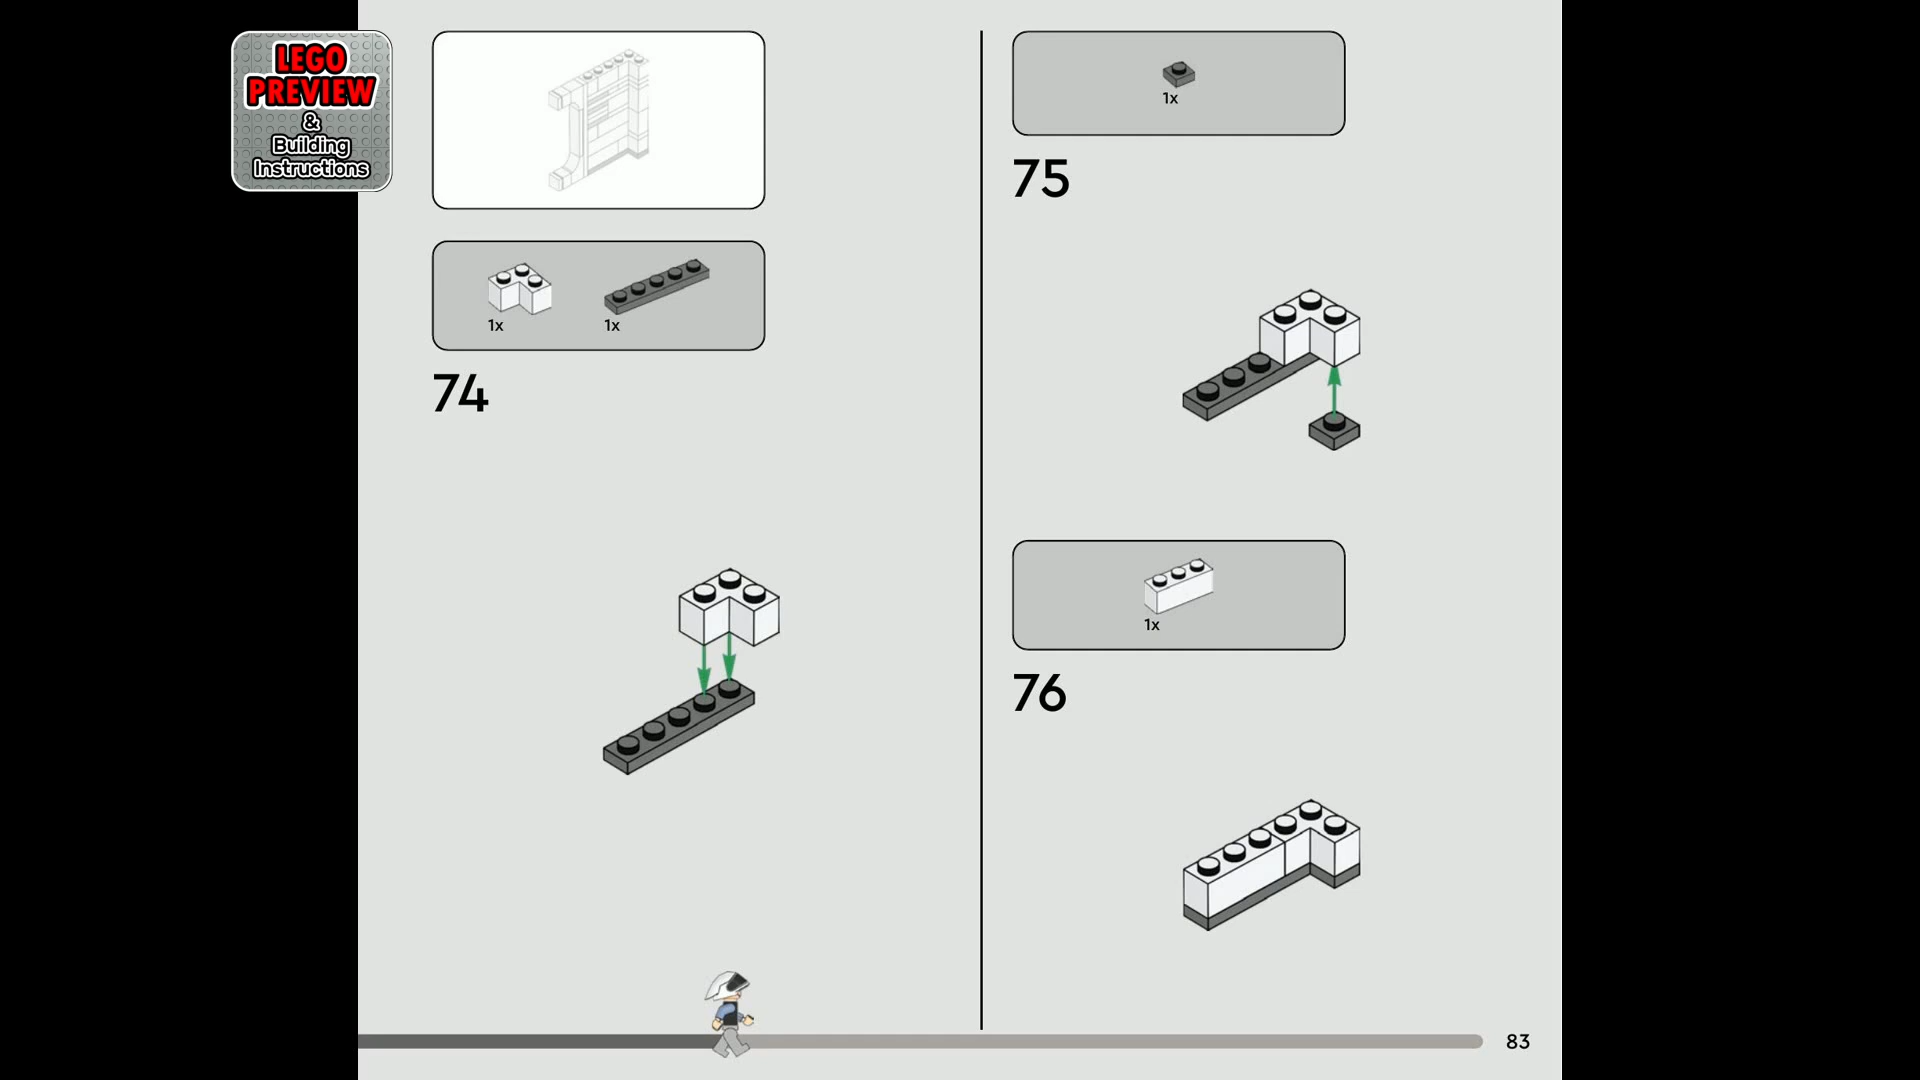 LEGO
PREVIEW
&
Building
Instructions
1x
1x
74
1x
75
1x
76
83